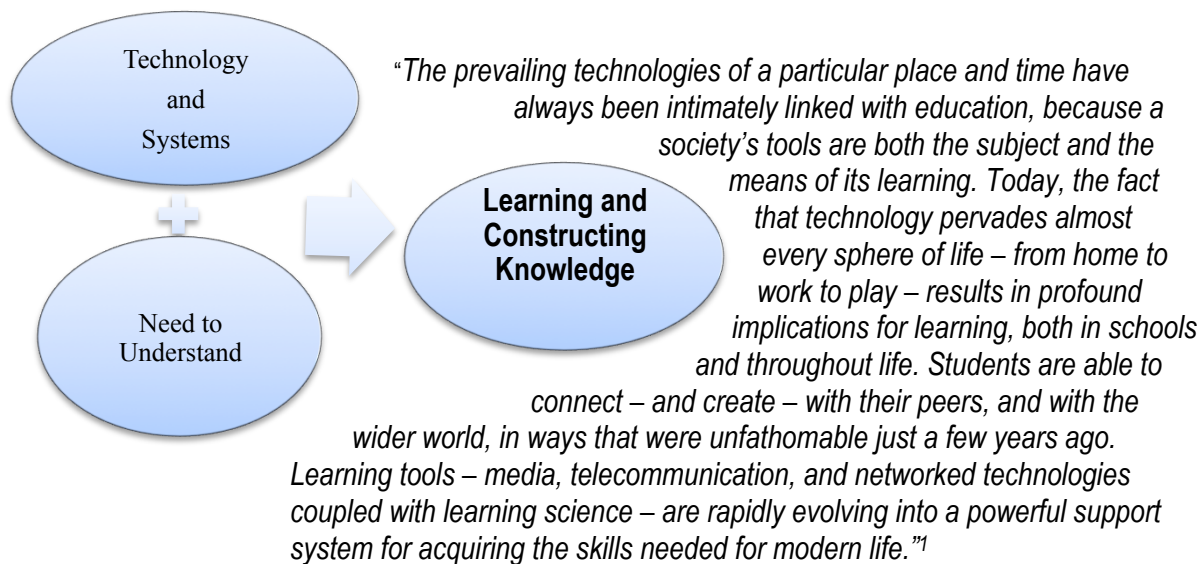 Technology
and
Systems
Need to
Understand
Learning and
Constructing
Knowledge
“The prevailing technologies of a particular place and time have
always been intimately linked with education, because a
society’s tools are both the subject and the
means of its learning. Today, the fact
that technology pervades almost
every sphere of life – from home to
work to play – results in profound
implications for learning, both in schools
and throughout life. Students are able to
connect – and create – with their peers, and with the
wider world, in ways that were unfathomable just a few years ago.
Learning tools – media, telecommunication, and networked technologies
coupled with learning science – are rapidly evolving into a powerful support
system for acquiring the skills needed for modern life.”1